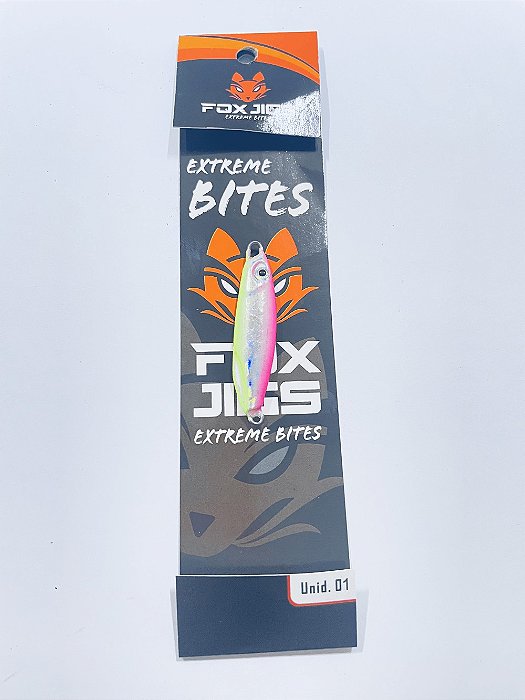 FOX JIGS
EXTREME BITES
EXTREME
BITES
FOX
JIGS
EXTREME BITES
Unid. 01